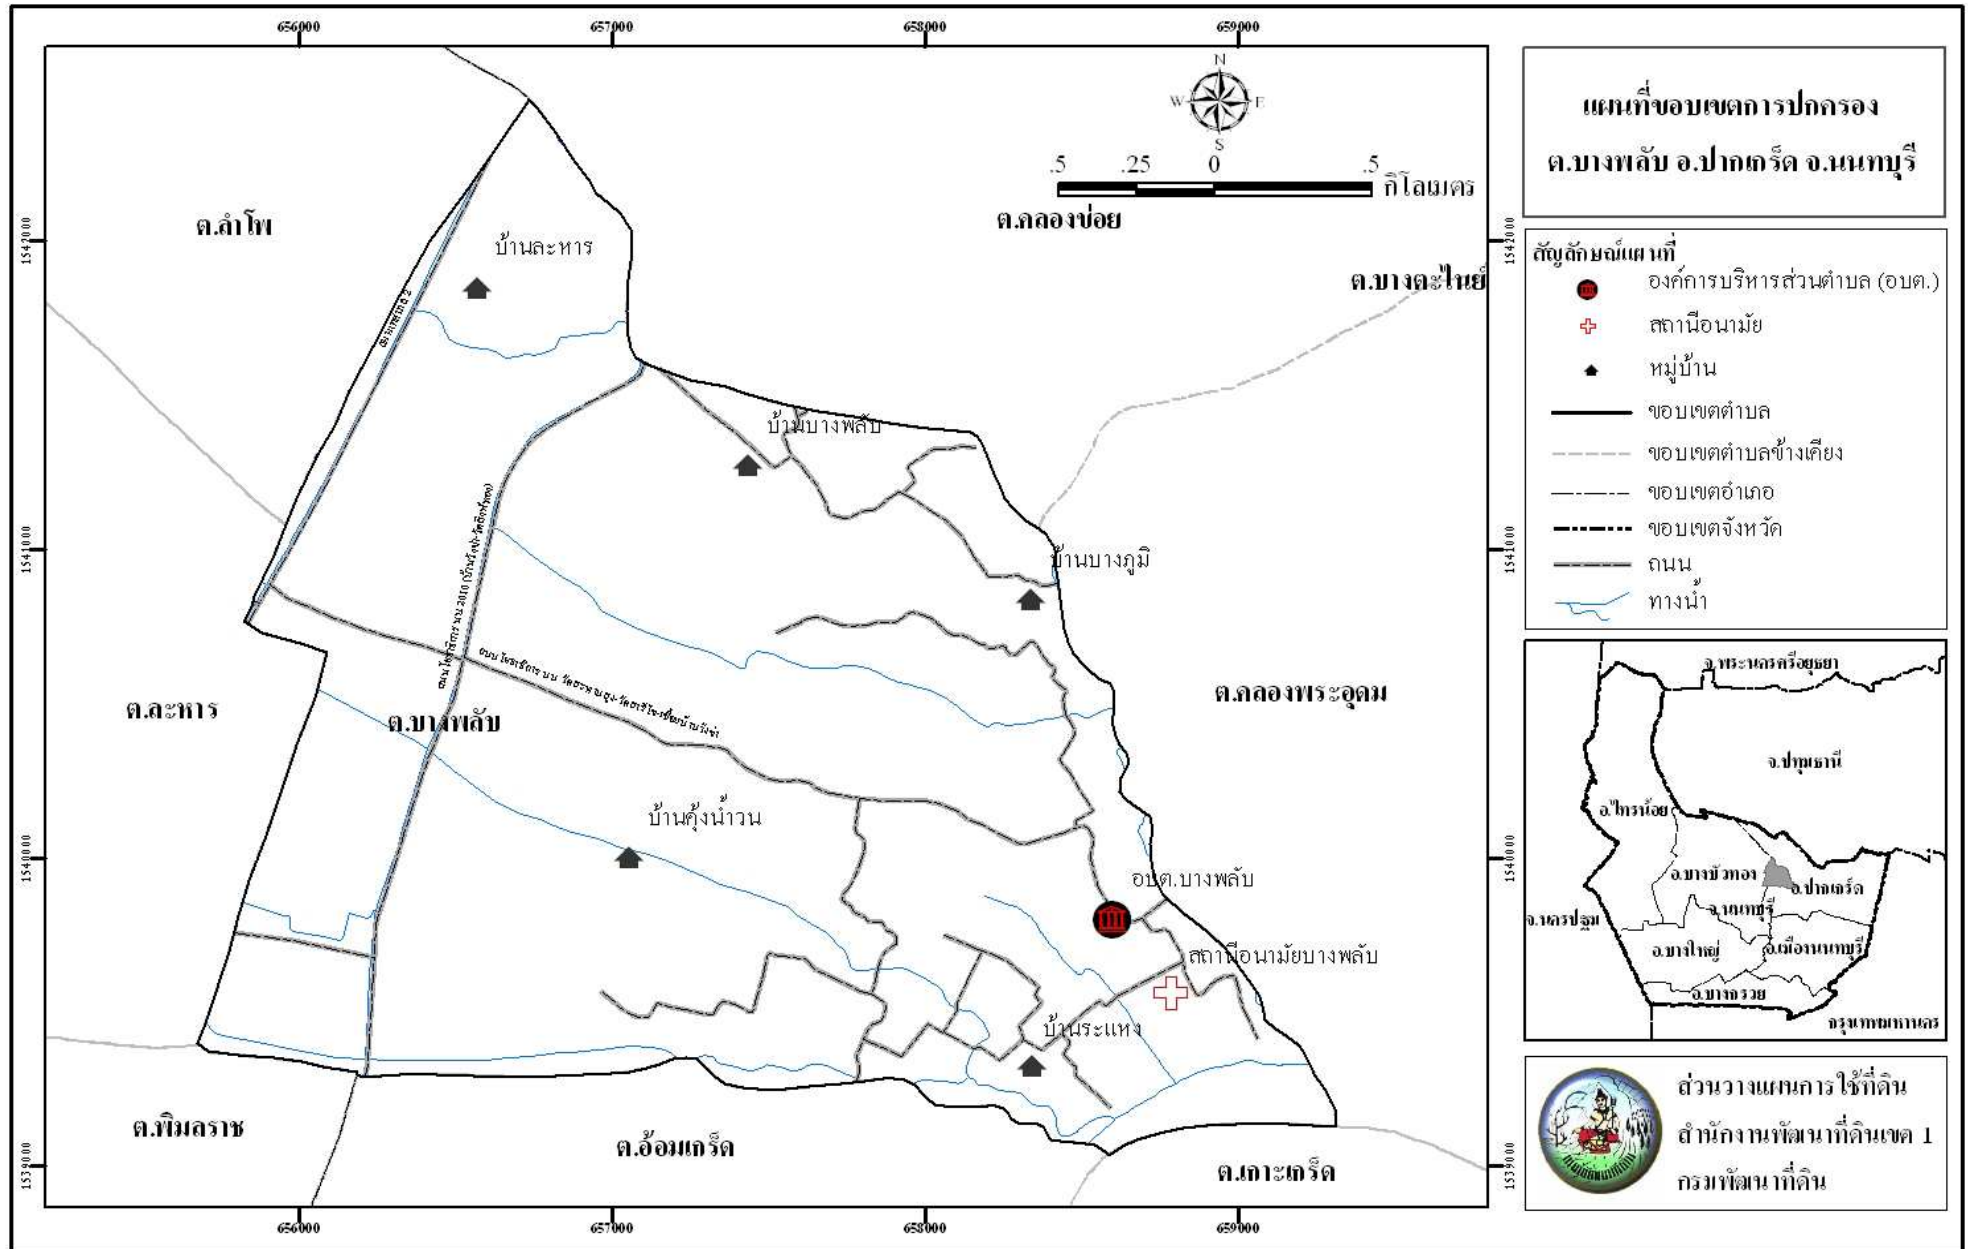 656000
657000
658000
659000
N
W
E
S
.5 .25 0 .5
กิโลเมตร
1542000
1541000
1540000
1539000
ต.ลำโพ
ต.คลองข่อย
ต.บางตะไนย์
บ้านละหาร
บ้านบางพลับ
บ้านบางภูมิ
ต.ละหาร
ต.บางพลับ
ต.คลองพระอุดม
บ้านคุ้งน้ำวน
อบต.บางพลับ
สถานีอนามัยบางพลับ
บ้านระแหง
ต.พิมลราช
ต.อ้อมเกร็ด
ต.เกาะเกร็ด
1542000
1541000
1540000
1539000
656000
657000
658000
659000
แผนที่ขอบเขตการปกครอง
ต.บางพลับ อ.ปากเกร็ด จ.นนทบุรี
สัญลักษณ์แผนที่
องค์การบริหารส่วนตำบล (อบต.)
สถานีอนามัย
หมู่บ้าน
ขอบเขตตำบล
ขอบเขตตำบลข้างเคียง
ขอบเขตอำเภอ
ขอบเขตจังหวัด
ถนน
ทางน้ำ
จ.พระนครศรีอยุธยา
จ.ปทุมธานี
อ.ไทรน้อย
อ.บางบัวทอง
อ.ปากเกร็ด
จ.นนทบุรี
จ.นครปฐม
อ.บางใหญ่
อ.เมืองนนทบุรี
อ.บางกรวย
กรุงเทพมหานคร
ส่วนวางแผนการใช้ที่ดิน
สำนักงานพัฒนาที่ดินเขต 1
กรมพัฒนาที่ดิน